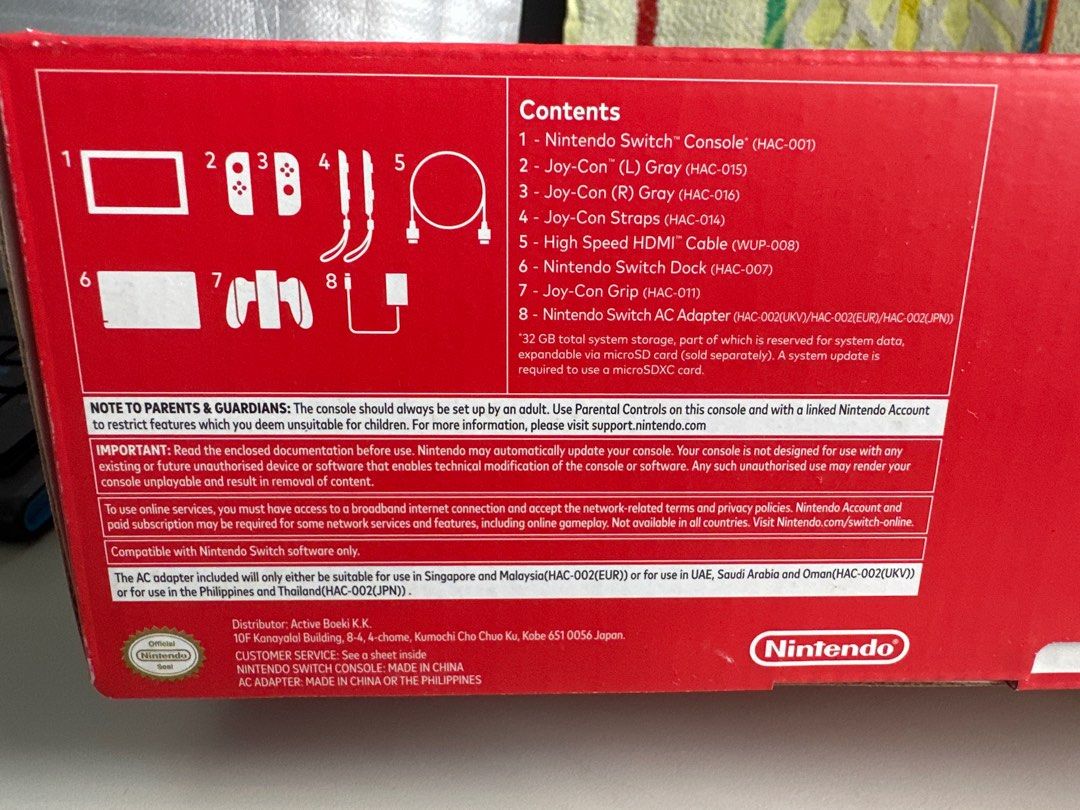 1
2
3
4
5
6
7
8
Contents
1 - Nintendo Switch™ Console* (HAC-001)
2 - Joy-Con™ (L) Gray (HAC-015)
3 - Joy-Con (R) Gray (HAC-016)
4 - Joy-Con Straps (HAC-014)
5 - High Speed HDMI™ Cable (WUP-008)
6 - Nintendo Switch Dock (HAC-007)
7 - Joy-Con Grip (HAC-011)
8 - Nintendo Switch AC Adapter (HAC-002(UKV)/HAC-002(EUR)/HAC-002(JPN))
*32 GB total system storage, part of which is reserved for system data,
expandable via microSD card (sold separately). A system update is
required to use a microSDXC card.
NOTE TO PARENTS & GUARDIANS: The console should always be set up by an adult. Use Parental Controls on this console and with a linked Nintendo Account
to restrict features which you deem unsuitable for children. For more information, please visit support.nintendo.com
IMPORTANT: Read the enclosed documentation before use. Nintendo may automatically update your console. Your console is not designed for use with any
existing or future unauthorised device or software that enables technical modification of the console or software. Any such unauthorised use may render your
console unplayable and result in removal of content.
To use online services, you must have access to a broadband internet connection and accept the network-related terms and privacy policies. Nintendo Account and
paid subscription may be required for some network services and features, including online gameplay. Not available in all countries. Visit Nintendo.com/switch-online.
Compatible with Nintendo Switch software only.
The AC adapter included will only either be suitable for use in Singapore and Malaysia(HAC-002(EUR)) or for use in UAE, Saudi Arabia and Oman(HAC-002(UKV))
or for use in the Philippines and Thailand(HAC-002(JPN)) .
Official
Nintendo
Seal
Distributor: Active Boeki K.K.
10F Kanayalal Building, 8-4, 4-chome, Kumochi Cho Chuo Ku, Kobe 651 0056 Japan.
CUSTOMER SERVICE: See a sheet inside
NINTENDO SWITCH CONSOLE: MADE IN CHINA
AC ADAPTER: MADE IN CHINA OR THE PHILIPPINES
Nintendo®